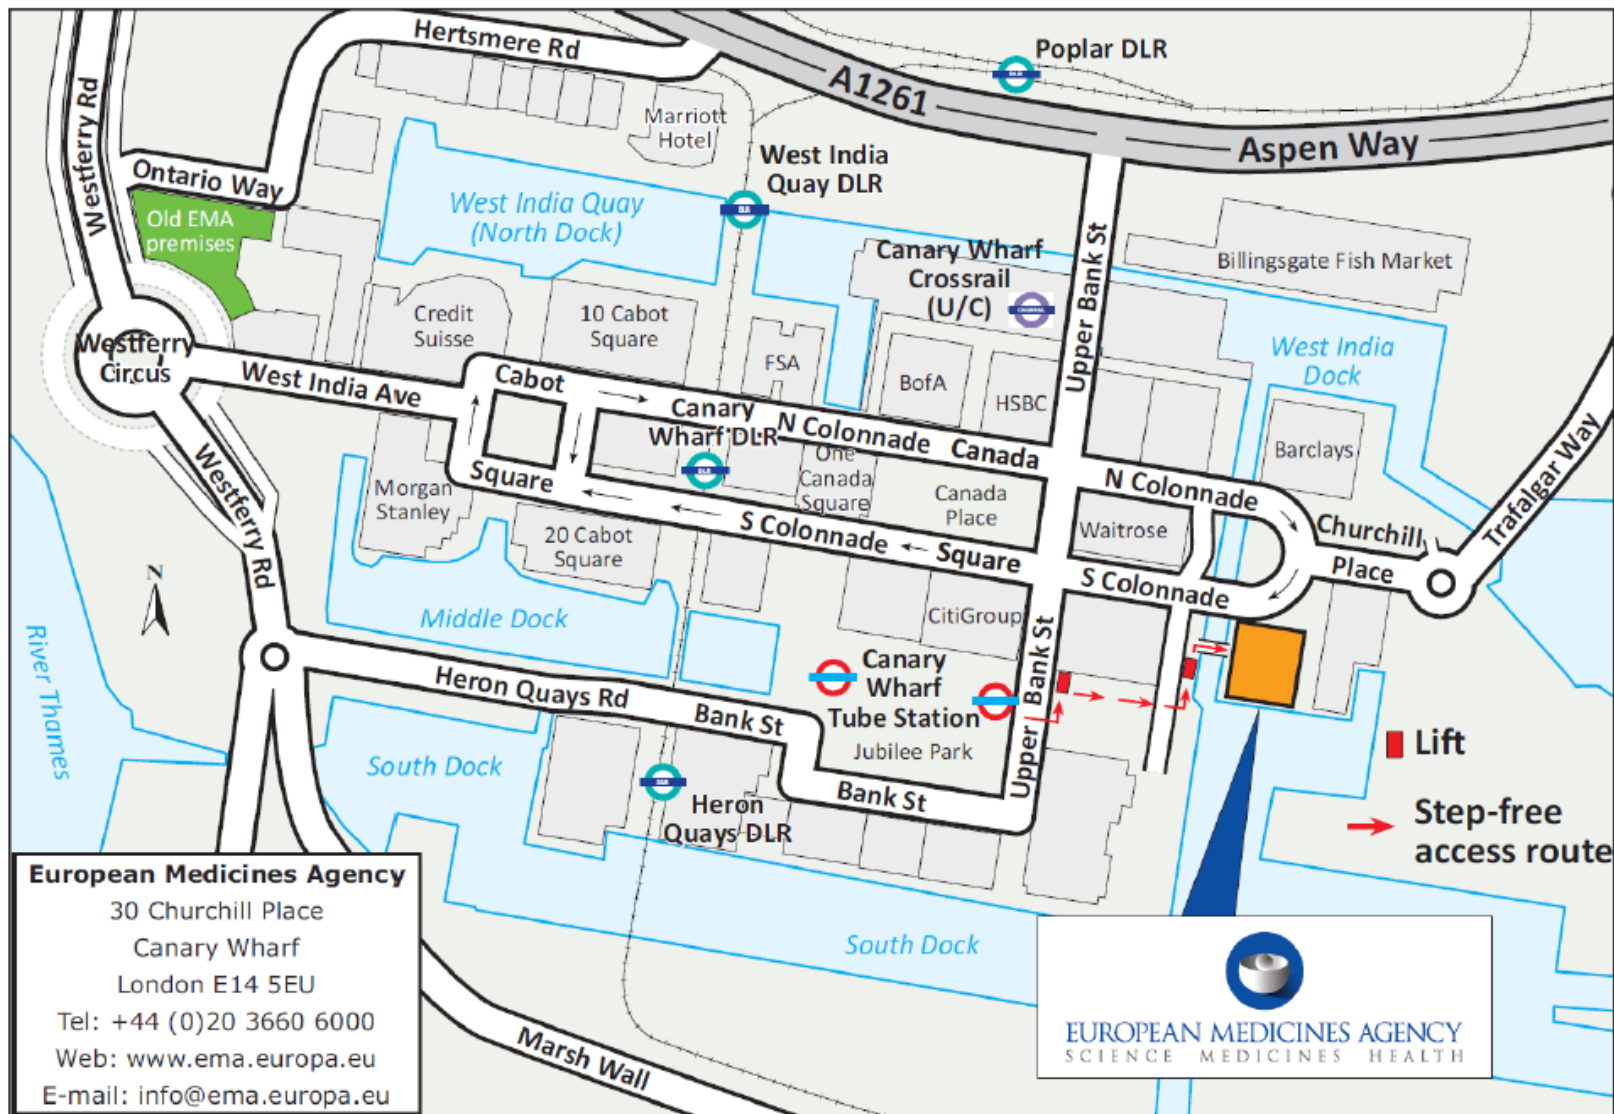 Hertsmere Rd
Poplar DLR
A1261
Aspen Way
Westferry Rd
Marriott
Hotel
West India
Quay DLR
Ontario Way
Old EMA
premises
West India Quay
(North Dock)
Upper Bank St
Canary Wharf
Crossrail
(U/C)
Billingsgate Fish Market
Credit
Suisse
10 Cabot
Square
Westferry
Circus
FSA
BofA
HSBC
West India
Dock
West India Ave
Cabot
Canary
Wharf DLR
N Colonnade
Canada
Barclays
Trafalgar Way
Westferry Rd
Morgan
Stanley
Square
One
Canada
Square
Canada
Place
N Colonnade
Churchill
Place
Waitrose
20 Cabot
Square
S Colonnade
Square
S Colonnade
N
River Thames
Middle Dock
CitiGroup
Upper Bank St
Canary
Wharf
Tube Station
Jubilee Park
Heron Quays Rd
Bank St
South Dock
Upper Bank St
Bank St
Heron
Quays DLR
Lift
Step-free
access route
South Dock
Marsh Wall
European Medicines Agency
30 Churchill Place
Canary Wharf
London E14 5EU
Tel: +44 (0)20 3660 6000
Web: www.ema.europa.eu
E-mail: info@ema.europa.eu
EUROPEAN MEDICINES AGENCY
SCIENCE MEDICINES HEALTH